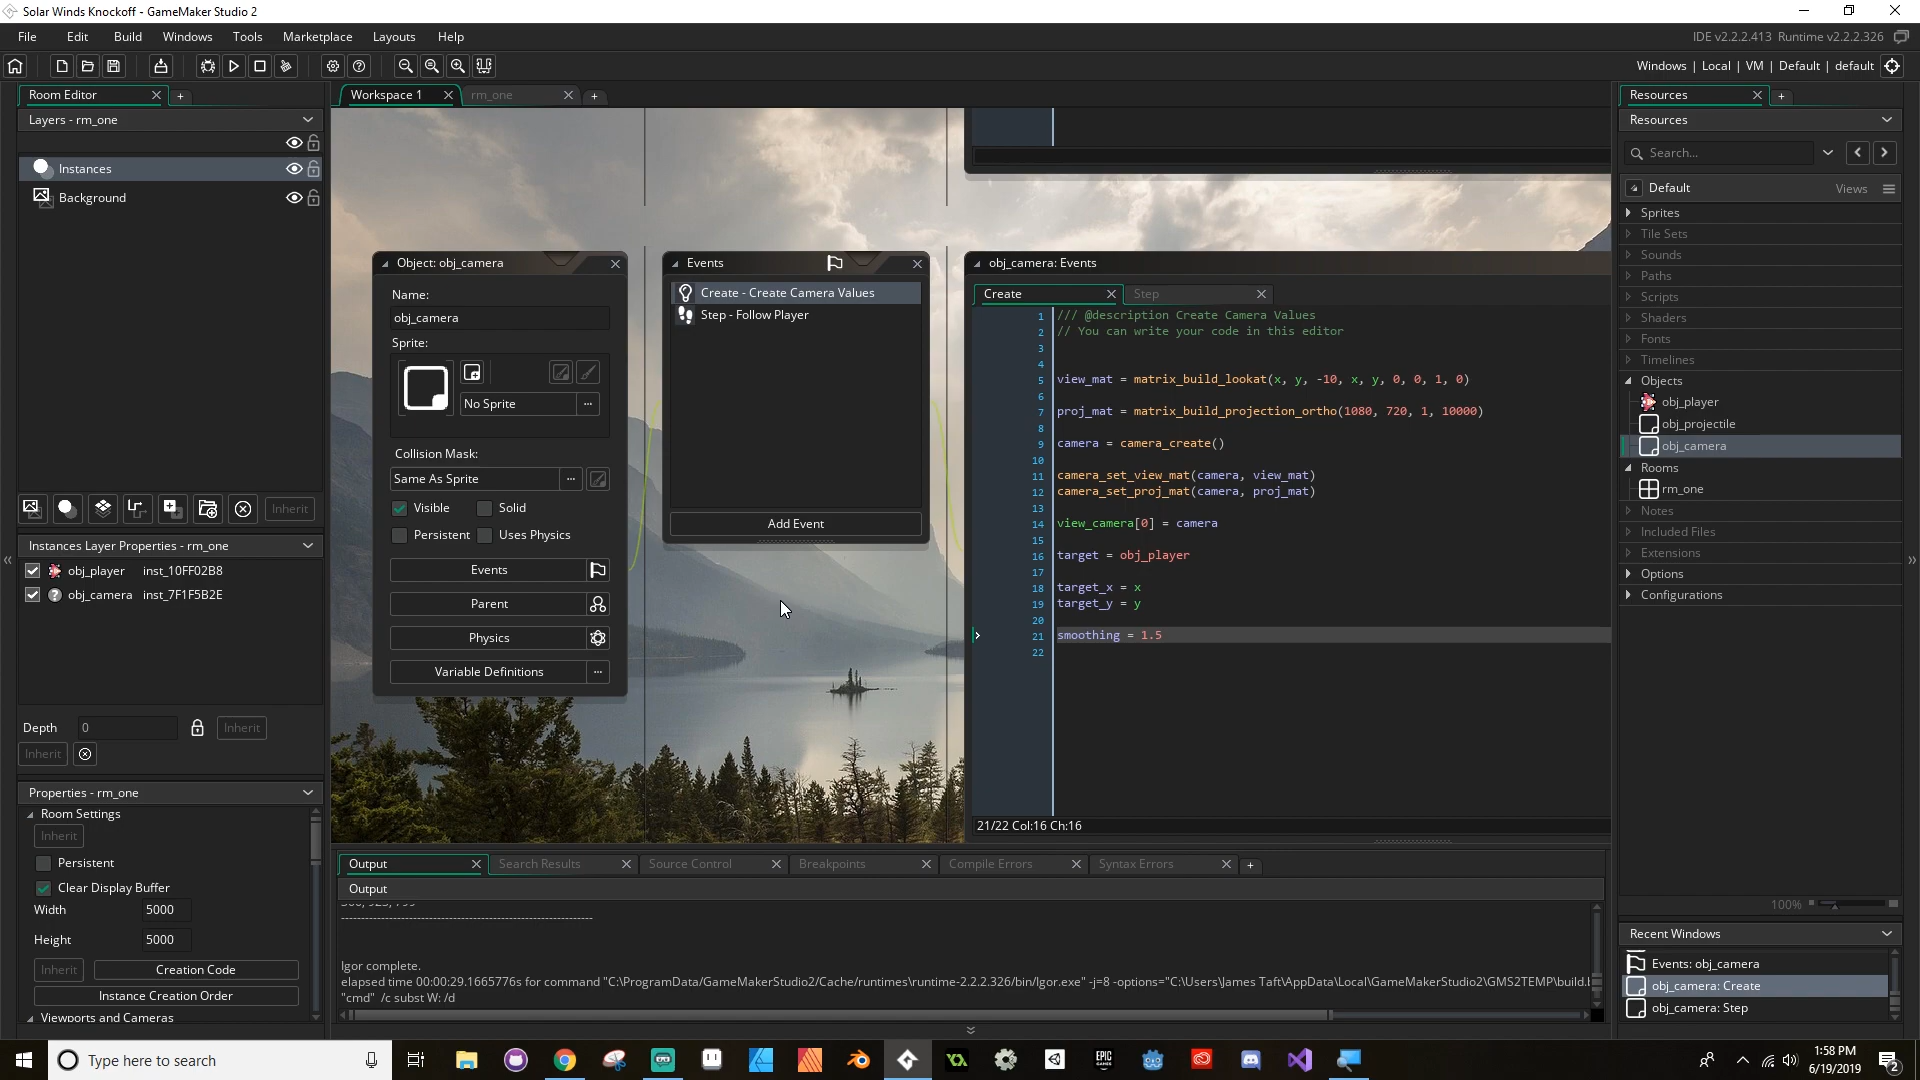 Solar Winds Knockoff - GameMaker Studio 2
File Edit Build Windows Tools Marketplace Layouts Help
IDE v2.2.2.413 Runtime v2.2.2.326
Windows | Local | VM | Default | default
Room Editor
Layers - rm_one
Instances
Background
Inherit
Instances Layer Properties - rm_one
obj_player inst_10FF02B8
obj_camera inst_7F1F5B2E
Depth 0 Inherit
Inherit
Properties - rm_one
Room Settings
Inherit
Persistent
Clear Display Buffer
Width 5000
Height 5000
Inherit Creation Code
Instance Creation Order
Viewports and Cameras
Workspace 1 rm_one
Object: obj_camera
Name:
obj_camera
Sprite:
No Sprite
Collision Mask:
Same As Sprite
Visible Solid
Persistent Uses Physics
Events
Parent
Physics
Variable Definitions
Events
Create - Create Camera Values
Step - Follow Player
Add Event
obj_camera: Events
Create Step
1 /// @description Create Camera Values
2 // You can write your code in this editor
3
4
5 view_mat = matrix_build_lookat(x, y, -10, x, y, 0, 0, 1, 0)
6
7 proj_mat = matrix_build_projection_ortho(1080, 720, 1, 10000)
8
9 camera = camera_create()
10
11 camera_set_view_mat(camera, view_mat)
12 camera_set_proj_mat(camera, proj_mat)
13
14 view_camera[0] = camera
15
16 target = obj_player
17
18 target_x = x
19 target_y = y
20
21 smoothing = 1.5
22
21/22 Col:16 Ch:16
Output Search Results Source Control Breakpoints Compile Errors Syntax Errors
Output
Igor complete.
elapsed time 00:00:29.1665776s for command "C:\ProgramData/GameMakerStudio2/Cache/runtimes\runtime-2.2.2.326/bin/Igor.exe" -j=8 -options="C:\Users\James Taft\AppData\Local\GameMakerStudio2\GMS2TEMP\build.
"cmd" /c subst W: /d
Resources
Resources
Search...
Default Views
Sprites
Tile Sets
Sounds
Paths
Scripts
Shaders
Fonts
Timelines
Objects
obj_player
obj_projectile
obj_camera
Rooms
rm_one
Notes
Included Files
Extensions
Options
Configurations
100%
Recent Windows
Events: obj_camera
obj_camera: Create
obj_camera: Step
Type here to search
EPIC
GAMES
1:58 PM
6/19/2019
2